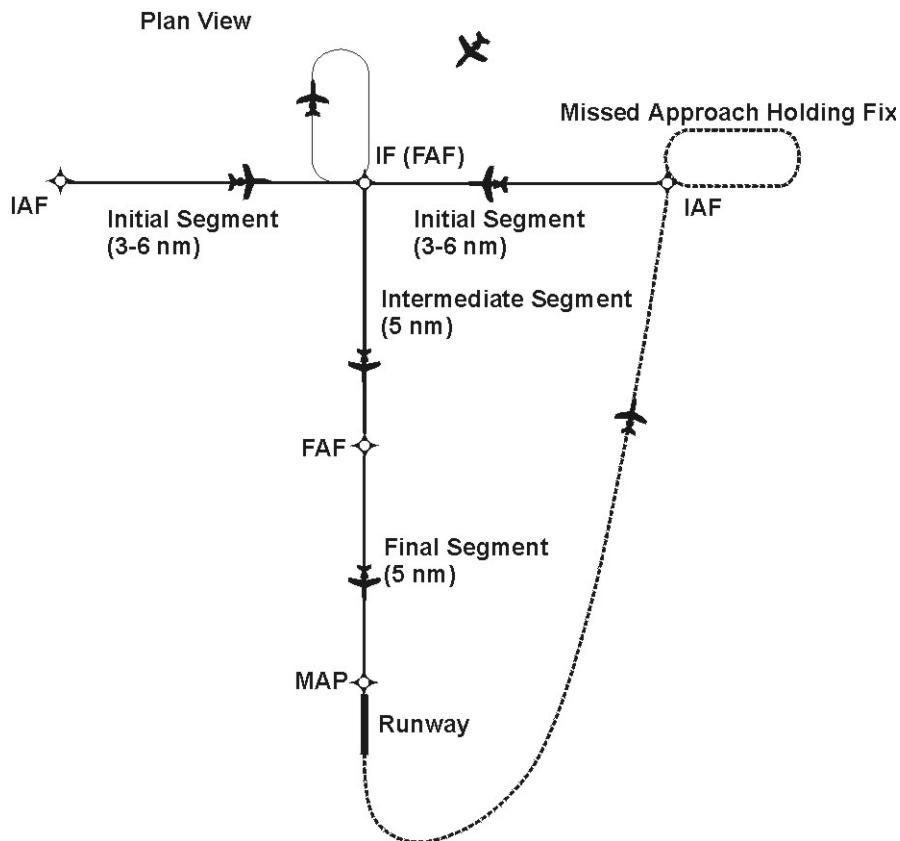 Plan View
Missed Approach Holding Fix
IF (FAF)
IAF
IAF
Initial Segment
(3-6 nm)
Initial Segment
(3-6 nm)
Intermediate Segment
(5 nm)
FAF
Final Segment
(5 nm)
MAP
Runway